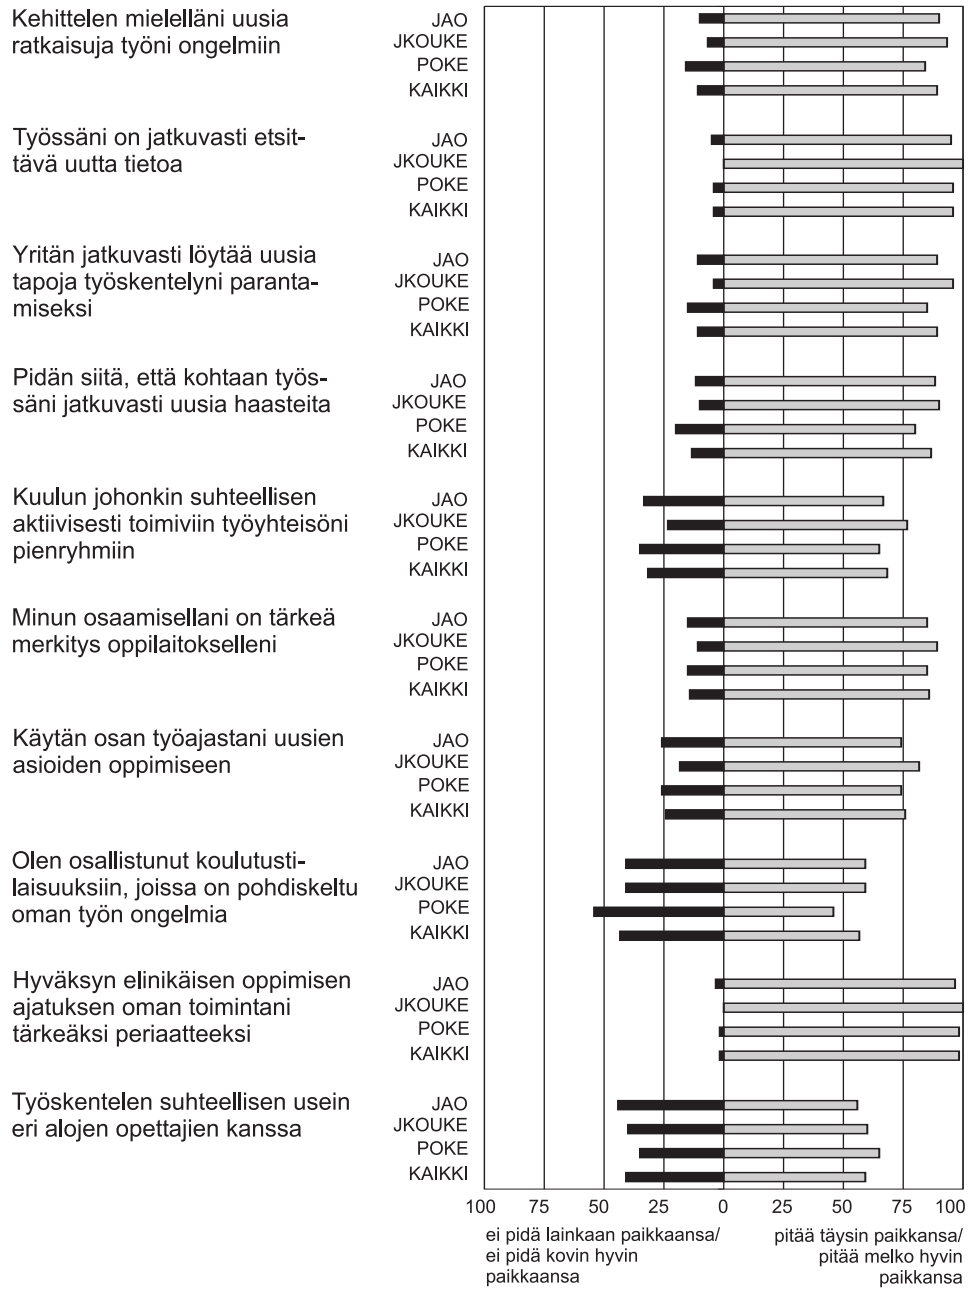 Kehittelen mielelläni uusia
ratkaisuja työni ongelmiin
JAO
JKOUKE
POKE
KAIKKI
Työssäni on jatkuvasti etsit-
tävä uutta tietoa
JAO
JKOUKE
POKE
KAIKKI
Yritän jatkuvasti löytää uusia
tapoja työskentelyni paranta-
miseksi
JAO
JKOUKE
POKE
KAIKKI
Pidän siitä, että kohtaan työs-
säni jatkuvasti uusia haasteita
JAO
JKOUKE
POKE
KAIKKI
Kuulun johonkin suhteellisen
aktiivisesti toimiviin työyhteisöni
pienryhmiin
JAO
JKOUKE
POKE
KAIKKI
Minun osaamisellani on tärkeä
merkitys oppilaitokselleni
JAO
JKOUKE
POKE
KAIKKI
Käytän osan työajastani uusien
asioiden oppimiseen
JAO
JKOUKE
POKE
KAIKKI
Olen osallistunut koulutusti-
laisuuksiin, joissa on pohdiskeltu
oman työn ongelmia
JAO
JKOUKE
POKE
KAIKKI
Hyväksyn elinikäisen oppimisen
ajatuksen oman toimintani
tärkeäksi periaatteeksi
JAO
JKOUKE
POKE
KAIKKI
Työskentelen suhteellisen usein
eri alojen opettajien kanssa
JAO
JKOUKE
POKE
KAIKKI
100 75 50 25 0 25 50 75 100
ei pidä lainkaan paikkaansa/
ei pidä kovin hyvin
paikkaansa
pitää täysin paikkansa/
pitää melko hyvin
paikkansa